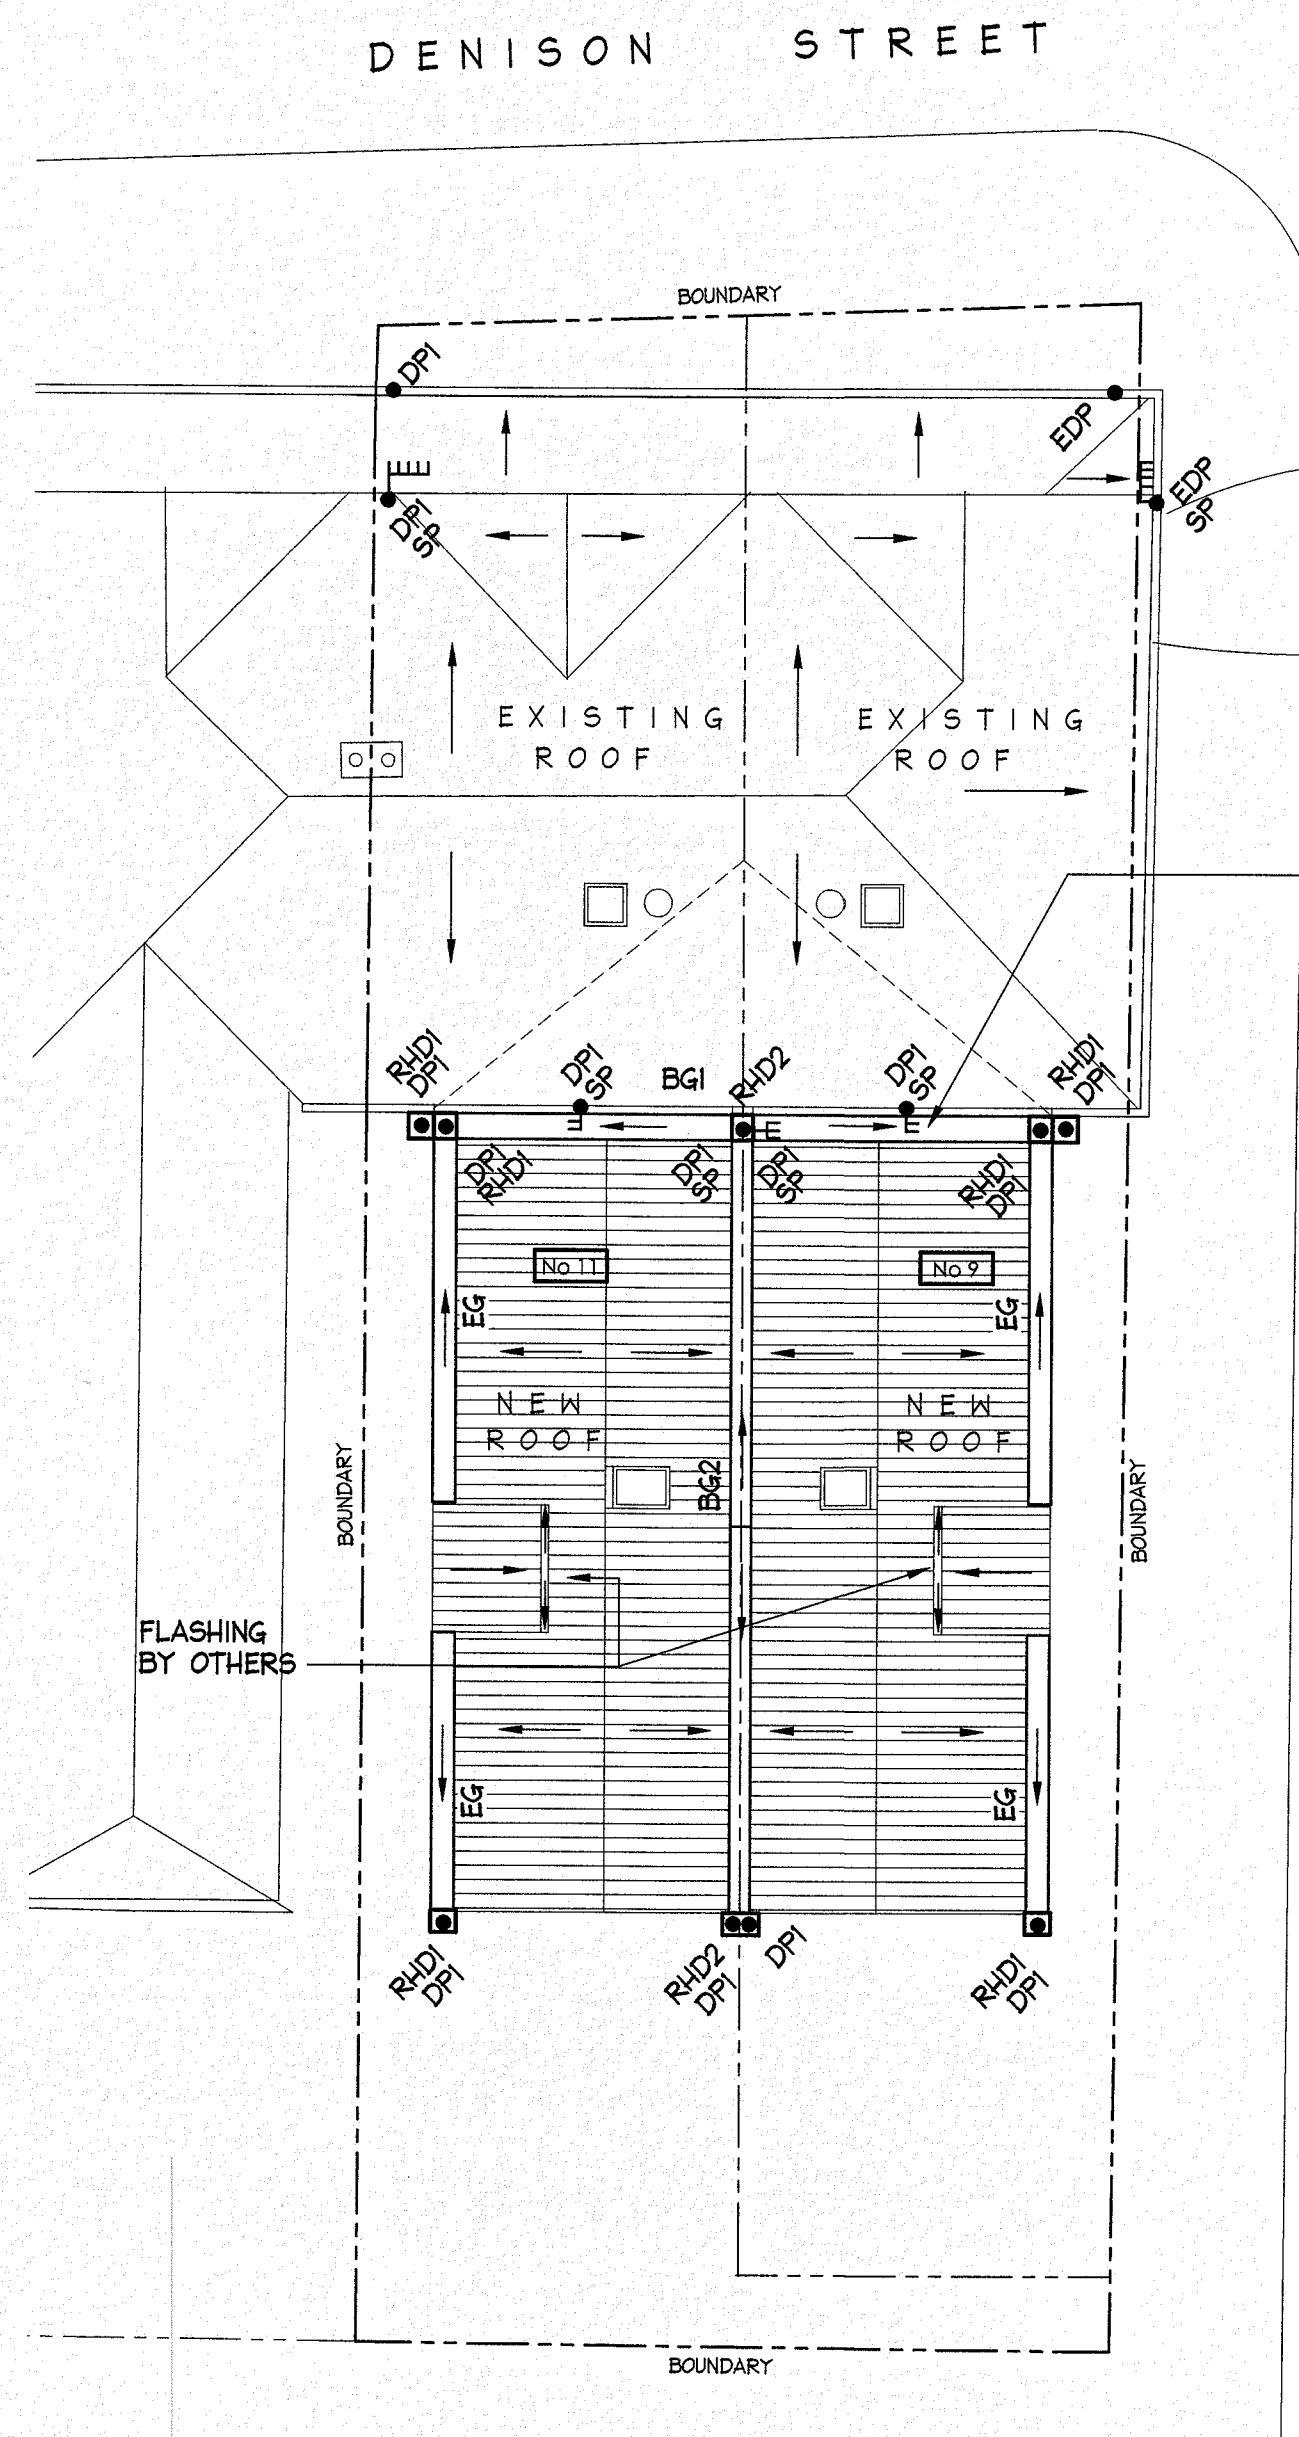 DENISON STREET
BOUNDARY
DP1
EDP
EDP
SP
DP1
SP
EXISTING
ROOF
EXISTING
ROOF
RHD1
DP1
DP1
SP
BG1
RHD2
DP1
SP
RHD1
DP1
DP1
RHD1
DP1
SP
DP1
SP
RHD1
DP1
No 11
No 9
EG
EG
NEW
ROOF
NEW
ROOF
BG2
BOUNDARY
BOUNDARY
FLASHING
BY OTHERS
EG
EG
RHD1
DP1
RHD2
DP1
DP1
RHD1
DP1
BOUNDARY